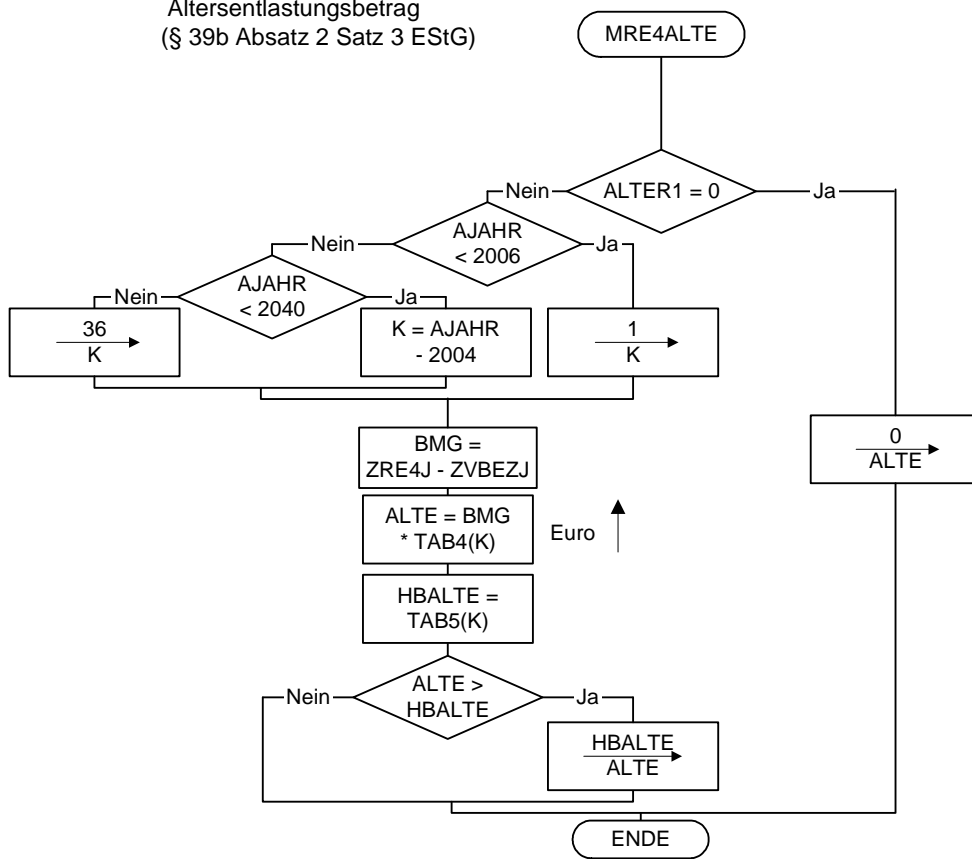 Altersentlastungsbetrag
(§ 39b Absatz 2 Satz 3 EStG)
MRE4ALTE
ALTER1 = 0
Nein
Ja
AJAHR
< 2006
Nein
Ja
AJAHR
< 2040
Nein
Ja
36
K
K = AJAHR
- 2004
1
K
0
ALTE
BMG =
ZRE4J - ZVBEZJ
ALTE = BMG
* TAB4(K)
Euro
HBALTE =
TAB5(K)
ALTE >
HBALTE
Nein
Ja
HBALTE
ALTE
ENDE